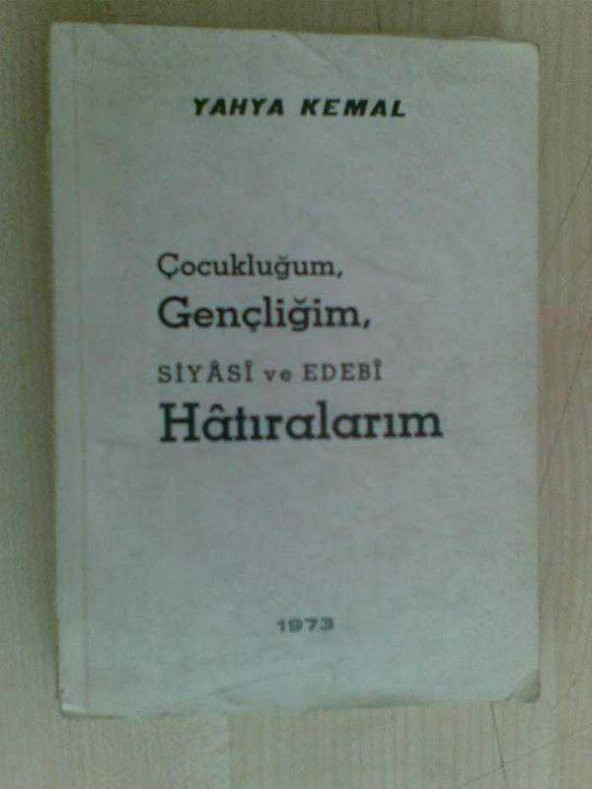 YAHYA KEMAL
Çocukluğum,
Gençliğim,
SİYÂSÎ ve EDEBÎ
Hâtıralarım
1973